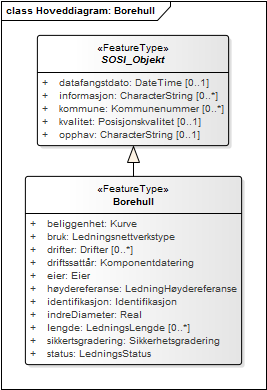 class Hoveddiagram: Borehull
«FeatureType»
SOSI_Objekt
+ datafangstdato: DateTime [0..1]
+ informasjon: CharacterString [0..*]
+ kommune: Kommunenummer [0..*]
+ kvalitet: Posisjonskvalitet [0..1]
+ opphav: CharacterString [0..1]
«FeatureType»
Borehull
+ beliggenhet: Kurve
+ bruk: Ledningsnettverkstype
+ drifter: Drifter [0..*]
+ driftssattår: Komponentdatering
+ eier: Eier
+ høydereferanse: LedningHøydereferanse
+ identifikasjon: Identifikasjon
+ indreDiameter: Real
+ lengde: LedningsLengde [0..*]
+ sikkertsgradering: Sikkerhetsgradering
+ status: LedningsStatus